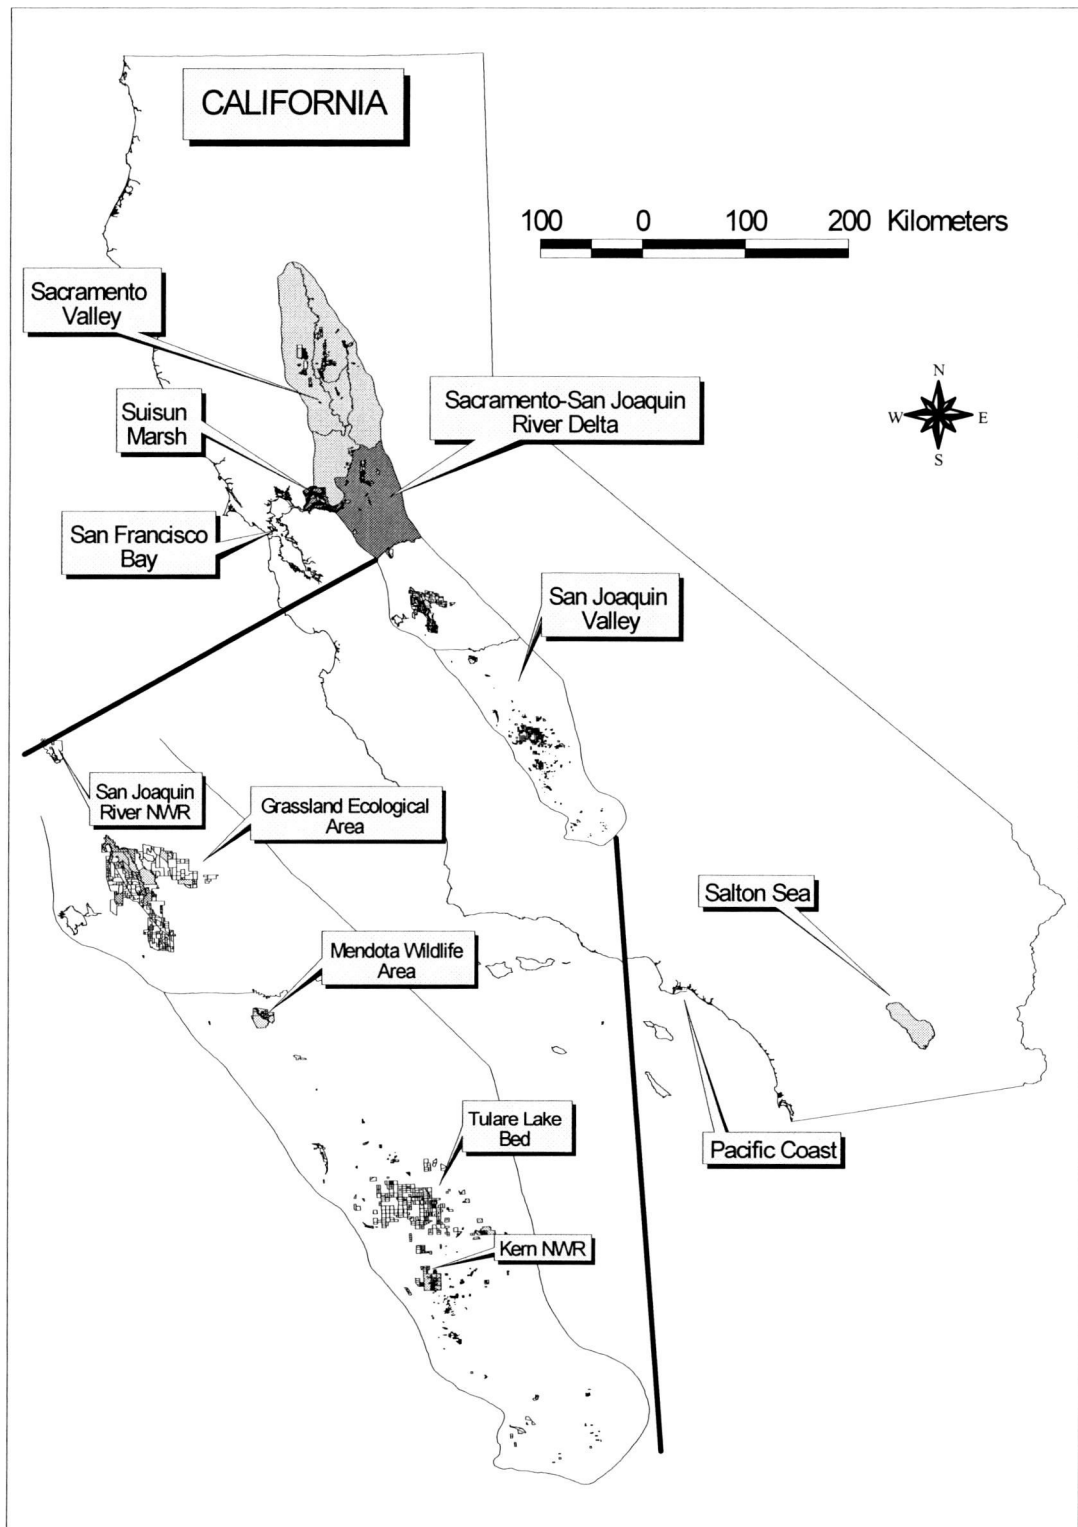 CALIFORNIA
100 0 100 200 Kilometers
Sacramento
Valley
Suisun
Marsh
Sacramento-San Joaquin
River Delta
N
W E
S
San Francisco
Bay
San Joaquin
Valley
San Joaquin
River NWR
Grassland Ecological
Area
Salton Sea
Mendota Wildlife
Area
Tulare Lake
Bed
Pacific Coast
Kern NWR